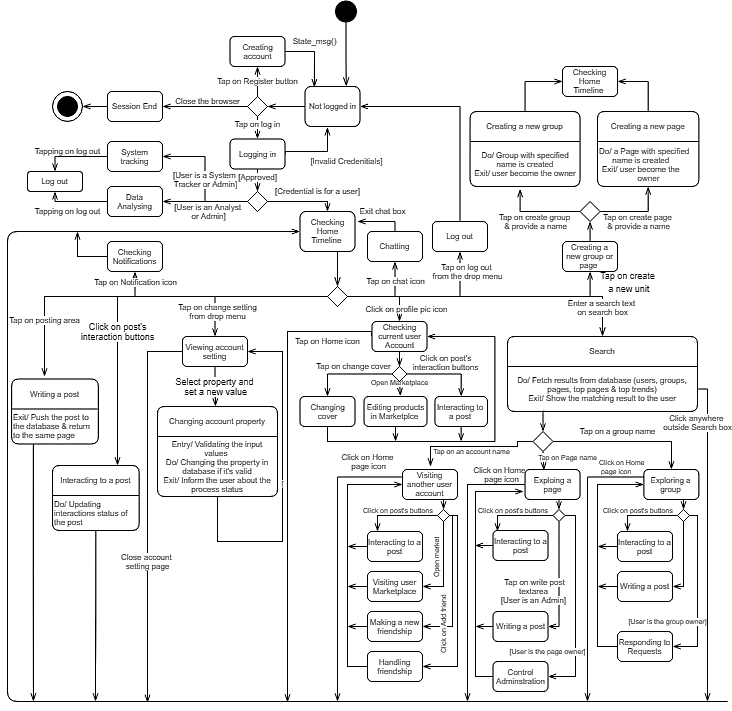 State_msg()
Creating
account
Tap on Register button
Close the browser
Session End
Not logged in
Tap on log in
Logging in
[Invalid Creditenials]
Tapping on log out
System
tracking
[User is a System
Tracker or Admin]
[Approved]
[Credential is for a user]
Log out
Data
Analysing
Tapping on log out
[User is an Analyst
or Admin]
Checking
Home
Timeline
Exit chat box
Chatting
Tap on chat icon
Log out
Tap on log out
from the drop menu
Checking
Home
Timeline
Creating a new group
Do/ Group with specified
name is created
Exit/ user become the owner
Creating a new page
Do/ a Page with specified
name is created
Exit/ user become the
owner
Tap on create group
& provide a name
Tap on create page
& provide a name
Creating a
new group or
page
Tap on create
a new unit
Checking
Notifications
Tap on Notification icon
Tap on posting area
Click on post's
interaction buttons
Tap on change setting
from drop menu
Click on profile pic icon
Enter a search text
on search box
Viewing account
setting
Select property and
set a new value
Changing account property
Entry/ Validating the input
values
Do/ Changing the property in
database if it's valid
Exit/ Inform the user about the
process status
Close account
setting page
Writing a post
Exit/ Push the post to
the database & return
to the same page
Interacting to a post
Do/ Updating
interactions status of
the post
Tap on Home icon
Checking
current user
Account
Tap on change cover
Click on post's
interaction buttons
Open Marketplace
Changing
cover
Editing products
in Marketplce
Interacting to
a post
Search
Do/ Fetch results from database (users, groups,
pages, top pages & top trends)
Exit/ Show the matching result to the user
Click anywhere
outside Search box
Tap on a group name
Tap on an account name
Tap on Page name
Click on Home
page icon
Visiting
another user
account
Click on post's buttons
Interacting to a
post
Open market
Visiting user
Marketplace
Click on Add friend
Making a new
friendship
Handling
friendship
Click on Home
page icon
Exploing a
page
Click on post's buttons
Interacting to a
post
Tap on write post
textarea
[User is an Admin]
Writing a post
[User is the page owner]
Control
Adminstration
Click on Home
page icon
Exploring a
group
Click on post's buttons
Interacting to a
post
Writing a post
[User is the group owner]
Responding to
Requests